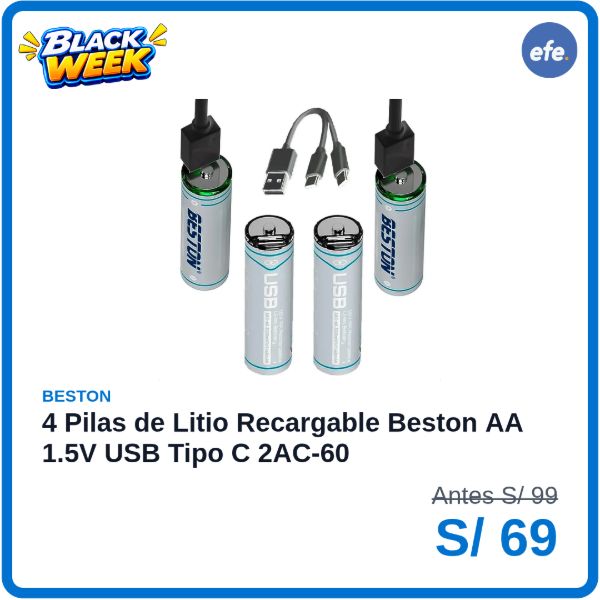 BLACK
WEEK
efe.
BESTON
BESTON
USB
USB
BESTON
4 Pilas de Litio Recargable Beston AA
1.5V USB Tipo C 2AC-60
Antes S/ 99
S/ 69